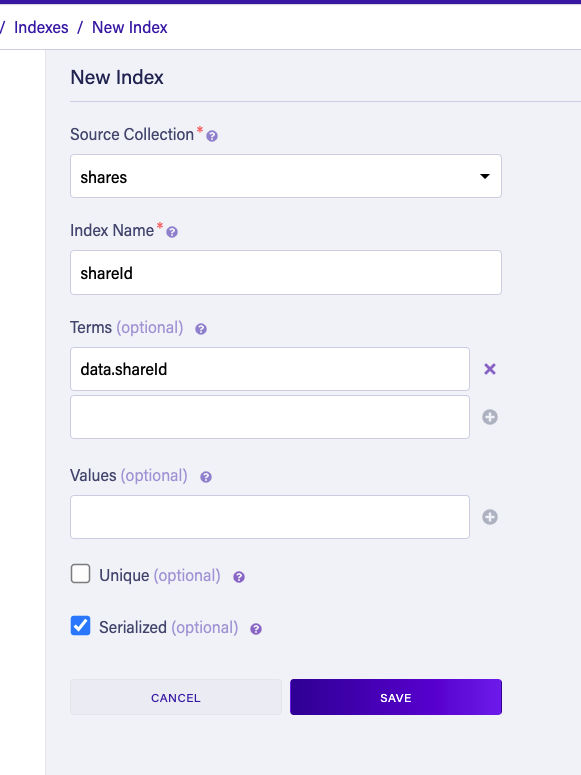 / Indexes / New Index
New Index
Source Collection*
shares
Index Name*
shareId
Terms (optional)
data.shareId
Values (optional)
Unique (optional)
Serialized (optional)
CANCEL SAVE